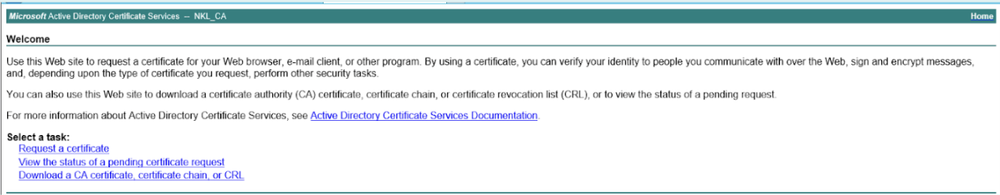 Microsoft Active Directory Certificate Services -- NKL_CA Home
Welcome
Use this Web site to request a certificate for your Web browser, e-mail client, or other program. By using a certificate, you can verify your identity to people you communicate with over the Web, sign and encrypt messages,
and, depending upon the type of certificate you request, perform other security tasks.
You can also use this Web site to download a certificate authority (CA) certificate, certificate chain, or certificate revocation list (CRL), or to view the status of a pending request.
For more information about Active Directory Certificate Services, see Active Directory Certificate Services Documentation.
Select a task:
Request a certificate
View the status of a pending certificate request
Download a CA certificate, certificate chain, or CRL